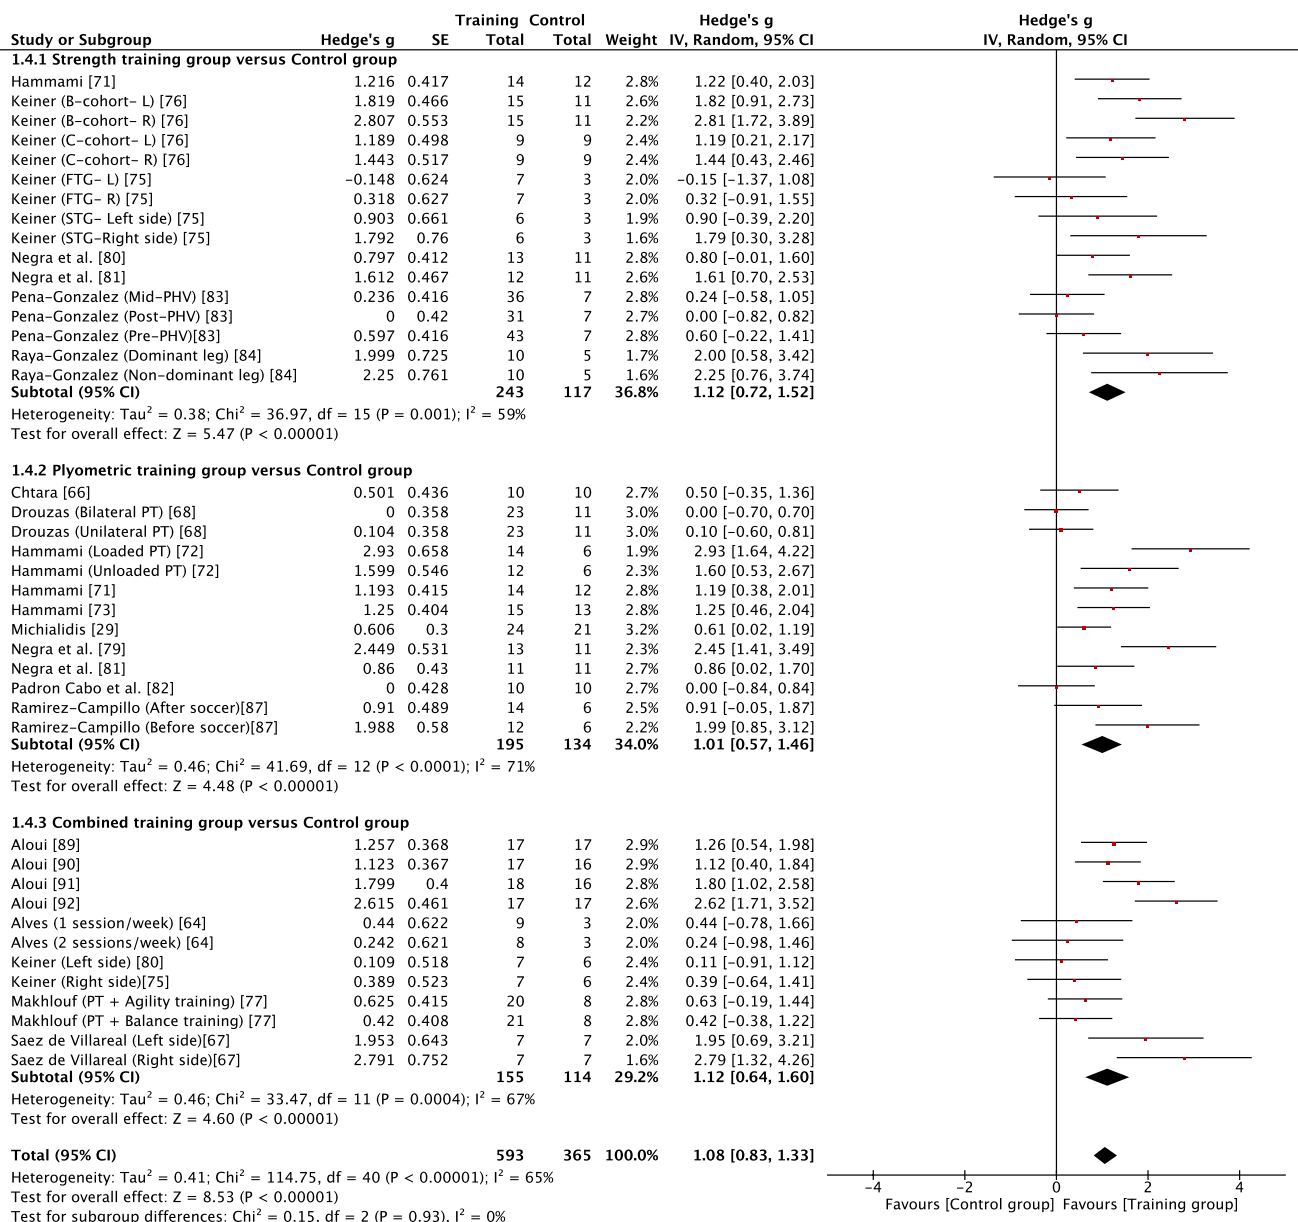 Training Control Hedge's g Hedge's g
Study or Subgroup Hedge's g SE Total Total Weight IV, Random, 95% CI IV, Random, 95% CI
1.4.1 Strength training group versus Control group
Hammami [71] 1.216 0.417 14 12 2.8% 1.22 [0.40, 2.03]
Keiner (B-cohort- L) [76] 1.819 0.466 15 11 2.6% 1.82 [0.91, 2.73]
Keiner (B-cohort- R) [76] 2.807 0.553 15 11 2.2% 2.81 [1.72, 3.89]
Keiner (C-cohort- L) [76] 1.189 0.498 9 9 2.4% 1.19 [0.21, 2.17]
Keiner (C-cohort- R) [76] 1.443 0.517 9 9 2.4% 1.44 [0.43, 2.46]
Keiner (FTG- L) [75] -0.148 0.624 7 3 2.0% -0.15 [-1.37, 1.08]
Keiner (FTG- R) [75] 0.318 0.627 7 3 2.0% 0.32 [-0.91, 1.55]
Keiner (STG- Left side) [75] 0.903 0.661 6 3 1.9% 0.90 [-0.39, 2.20]
Keiner (STG-Right side) [75] 1.792 0.76 6 3 1.6% 1.79 [0.30, 3.28]
Negra et al. [80] 0.797 0.412 13 11 2.8% 0.80 [-0.01, 1.60]
Negra et al. [81] 1.612 0.467 12 11 2.6% 1.61 [0.70, 2.53]
Pena-Gonzalez (Mid-PHV) [83] 0.236 0.416 36 7 2.8% 0.24 [-0.58, 1.05]
Pena-Gonzalez (Post-PHV) [83] 0 0.42 31 7 2.7% 0.00 [-0.82, 0.82]
Pena-Gonzalez (Pre-PHV)[83] 0.597 0.416 43 7 2.8% 0.60 [-0.22, 1.41]
Raya-Gonzalez (Dominant leg) [84] 1.999 0.725 10 5 1.7% 2.00 [0.58, 3.42]
Raya-Gonzalez (Non-dominant leg) [84 2.25 0.761 10 5 1.6% 2.25 [0.76, 3.74]
Subtotal (95% CI) 243 117 36.8% 1.12 [0.72, 1.52]
Heterogeneity: Tau² = 0.38; Chi² = 36.97, df = 15 (P = 0.001); I² = 59%
Test for overall effect: Z = 5.47 (P < 0.00001)
1.4.2 Plyometric training group versus Control group
Chtara [66] 0.501 0.436 10 10 2.7% 0.50 [-0.35, 1.36]
Drouzas (Bilateral PT) [68] 0 0.358 23 11 3.0% 0.00 [-0.70, 0.70]
Drouzas (Unilateral PT) [68] 0.104 0.358 23 11 3.0% 0.10 [-0.60, 0.81]
Hammami (Loaded PT) [72] 2.93 0.658 14 6 1.9% 2.93 [1.64, 4.22]
Hammami (Unloaded PT) [72] 1.599 0.546 12 6 2.3% 1.60 [0.53, 2.67]
Hammami [71] 1.193 0.415 14 12 2.8% 1.19 [0.38, 2.01]
Hammami [73] 1.25 0.404 15 13 2.8% 1.25 [0.46, 2.04]
Michialidis [29] 0.606 0.3 24 21 3.2% 0.61 [0.02, 1.19]
Negra et al. [79] 2.449 0.531 13 11 2.3% 2.45 [1.41, 3.49]
Negra et al. [81] 0.86 0.43 11 11 2.7% 0.86 [0.02, 1.70]
Padron Cabo et al. [82] 0 0.428 10 10 2.7% 0.00 [-0.84, 0.84]
Ramirez-Campillo (After soccer)[87] 0.91 0.489 14 6 2.5% 0.91 [-0.05, 1.87]
Ramirez-Campillo (Before soccer)[87] 1.988 0.58 12 6 2.2% 1.99 [0.85, 3.12]
Subtotal (95% CI) 195 134 34.0% 1.01 [0.57, 1.46]
Heterogeneity: Tau² = 0.46; Chi² = 41.69, df = 12 (P < 0.0001); I² = 71%
Test for overall effect: Z = 4.48 (P < 0.00001)
1.4.3 Combined training group versus Control group
Aloui [89] 1.257 0.368 17 17 2.9% 1.26 [0.54, 1.98]
Aloui [90] 1.123 0.367 17 16 2.9% 1.12 [0.40, 1.84]
Aloui [91] 1.799 0.4 18 16 2.8% 1.80 [1.02, 2.58]
Aloui [92] 2.615 0.461 17 17 2.6% 2.62 [1.71, 3.52]
Alves (1 session/week) [64] 0.44 0.622 9 3 2.0% 0.44 [-0.78, 1.66]
Alves (2 sessions/week) [64] 0.242 0.621 8 3 2.0% 0.24 [-0.98, 1.46]
Keiner (Left side) [80] 0.109 0.518 7 6 2.4% 0.11 [-0.91, 1.12]
Keiner (Right side)[75] 0.389 0.523 7 6 2.4% 0.39 [-0.64, 1.41]
Makhlouf (PT + Agility training) [77] 0.625 0.415 20 8 2.8% 0.63 [-0.19, 1.44]
Makhlouf (PT + Balance training) [77] 0.42 0.408 21 8 2.8% 0.42 [-0.38, 1.22]
Saez de Villareal (Left side)[67] 1.953 0.643 7 7 2.0% 1.95 [0.69, 3.21]
Saez de Villareal (Right side)[67] 2.791 0.752 7 7 1.6% 2.79 [1.32, 4.26]
Subtotal (95% CI) 155 114 29.2% 1.12 [0.64, 1.60]
Heterogeneity: Tau² = 0.46; Chi² = 33.47, df = 11 (P = 0.0004); I² = 67%
Test for overall effect: Z = 4.60 (P < 0.00001)
Total (95% CI) 593 365 100.0% 1.08 [0.83, 1.33]
Heterogeneity: Tau² = 0.41; Chi² = 114.75, df = 40 (P < 0.00001); I² = 65%
Test for overall effect: Z = 8.53 (P < 0.00001)
Test for subgroup differences: Chi² = 0.15, df = 2 (P = 0.93), I² = 0%
-4 -2 0 2 4
Favours [Control group] Favours [Training group]